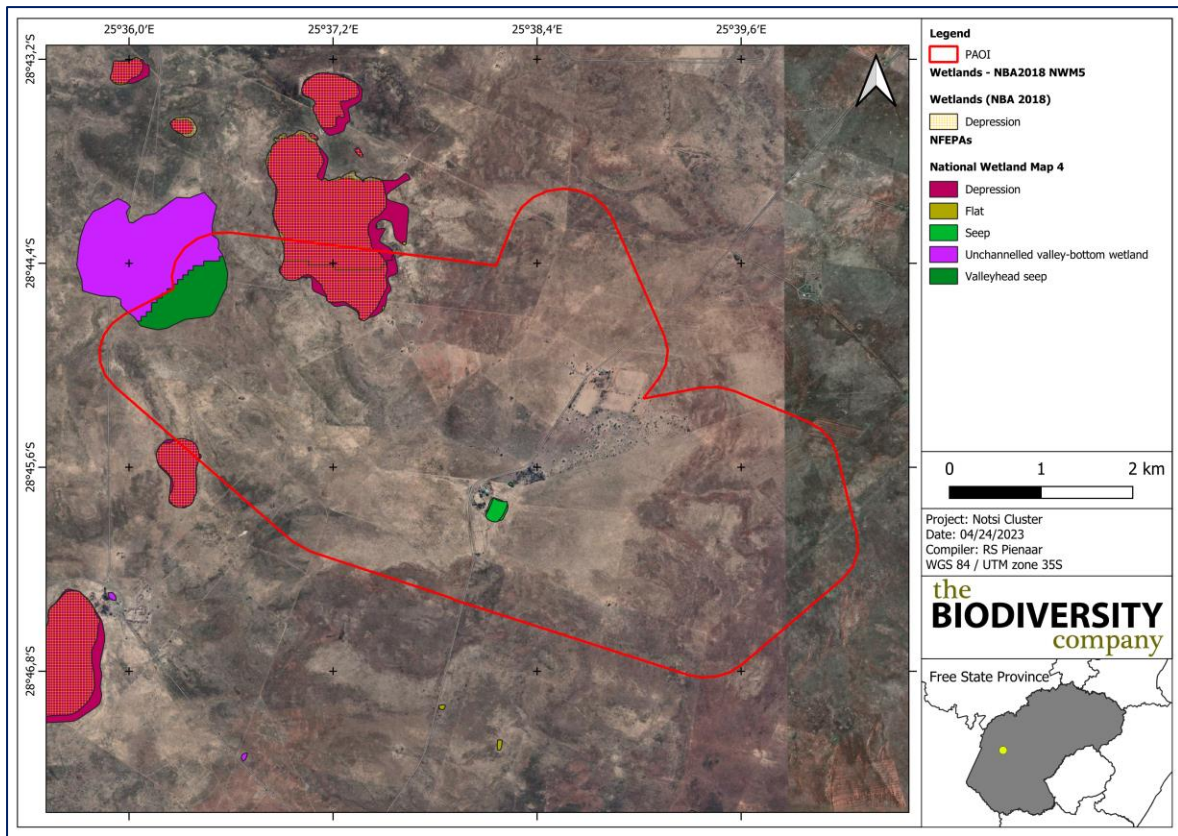 25°36,0′E
25°37,2′E
25°38,4′E
25°39,6′E
28°43,2′S
28°44,4′S
28°45,6′S
28°46,8′S
Legend
PAOI
Wetlands - NBA2018 NWM5
Wetlands (NBA 2018)
Depression
NFEPAs
National Wetland Map 4
Depression
Flat
Seep
Unchannelled valley-bottom wetland
Valleyhead seep
0 1 2 km
Project: Notsi Cluster
Date: 04/24/2023
Compiler: RS Pienaar
WGS 84 / UTM zone 35S
the
BIODIVERSITY
company
Free State Province